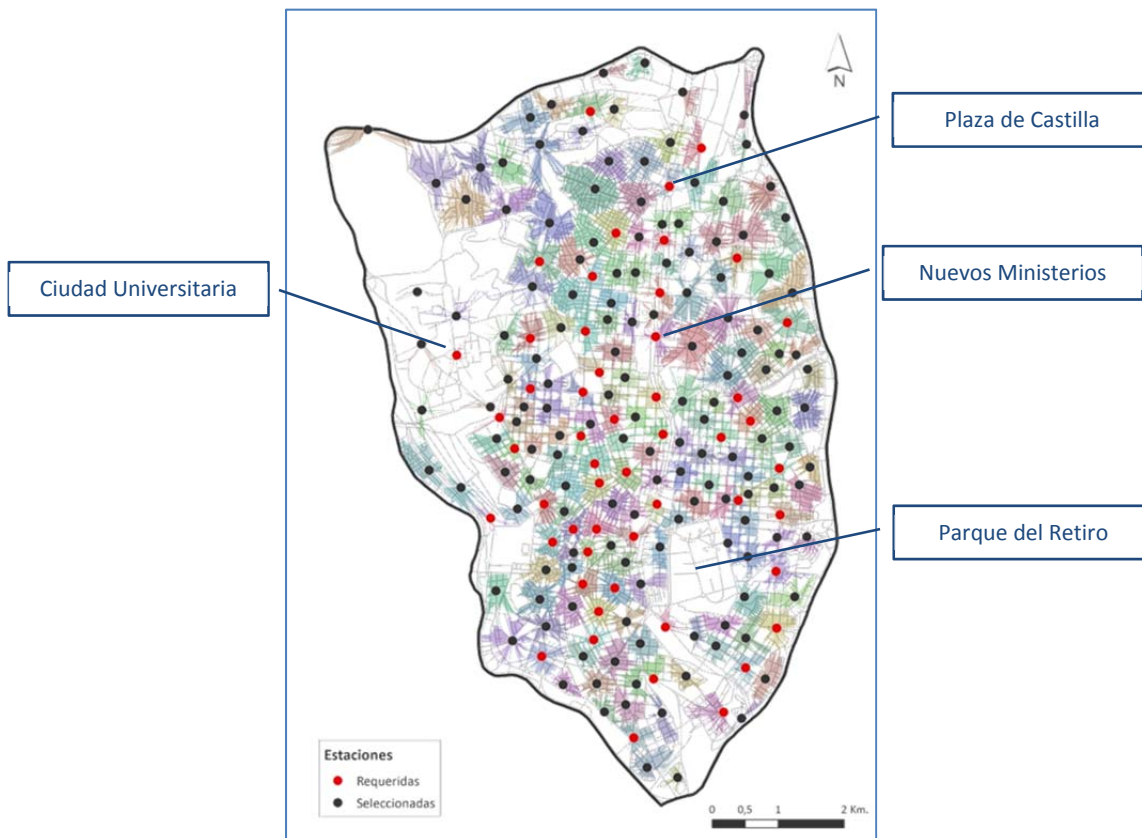 N
Plaza de Castilla
Ciudad Universitaria
Nuevos Ministerios
Parque del Retiro
Estaciones
Requeridas
Seleccionadas
0 0,5 1 2 Km.